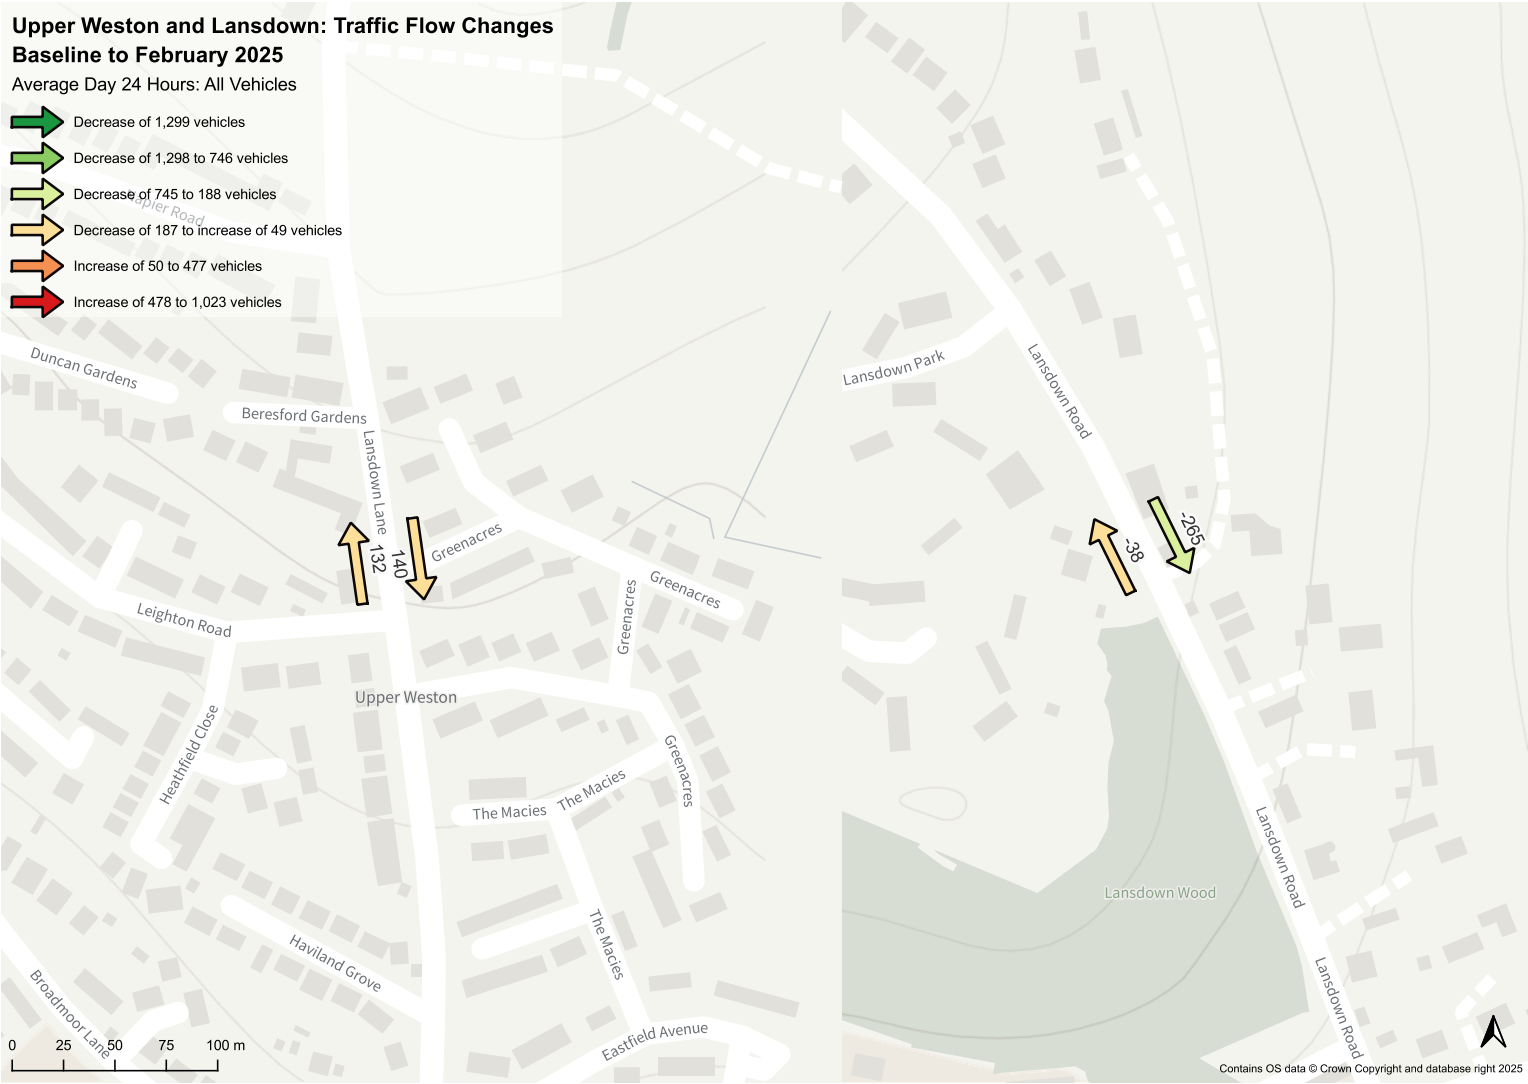 Upper Weston and Lansdown: Traffic Flow Changes
Baseline to February 2025
Average Day 24 Hours: All Vehicles
Decrease of 1,299 vehicles
Decrease of 1,298 to 746 vehicles
Decrease of 745 to 188 vehicles
Napier Road
Decrease of 187 to increase of 49 vehicles
Increase of 50 to 477 vehicles
Increase of 478 to 1,023 vehicles
Duncan Gardens
Beresford Gardens
Lansdown Lane
Lansdown Park
Lansdown Road
132
140
Greenacres
-38
-265
Greenacres
Greenacres
Leighton Road
Upper Weston
Heathfield Close
Greenacres
The Macies
The Macies
Lansdown Road
Lansdown Wood
The Macies
Haviland Grove
Broadmoor Lane
Eastfield Avenue
Lansdown Road
0 25 50 75 100 m
Contains OS data © Crown Copyright and database right 2025